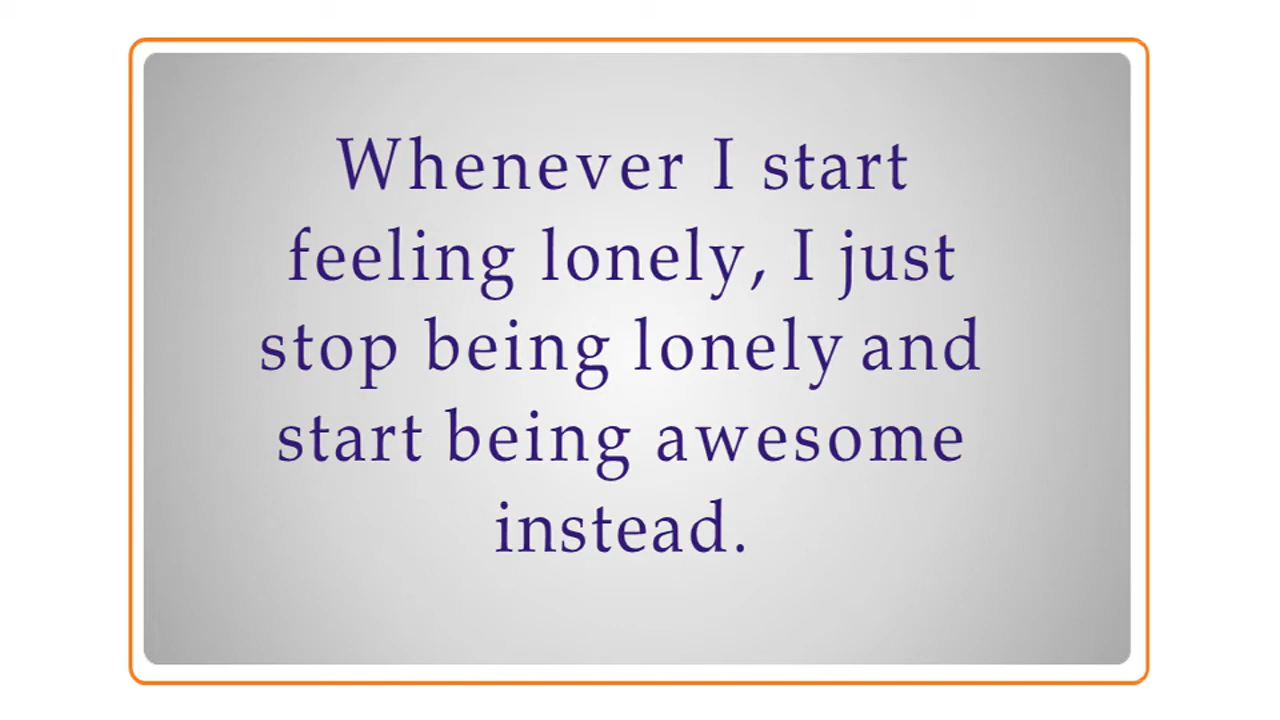 Whenever I start
feeling lonely, I just
stop being lonely and
start being awesome
instead.